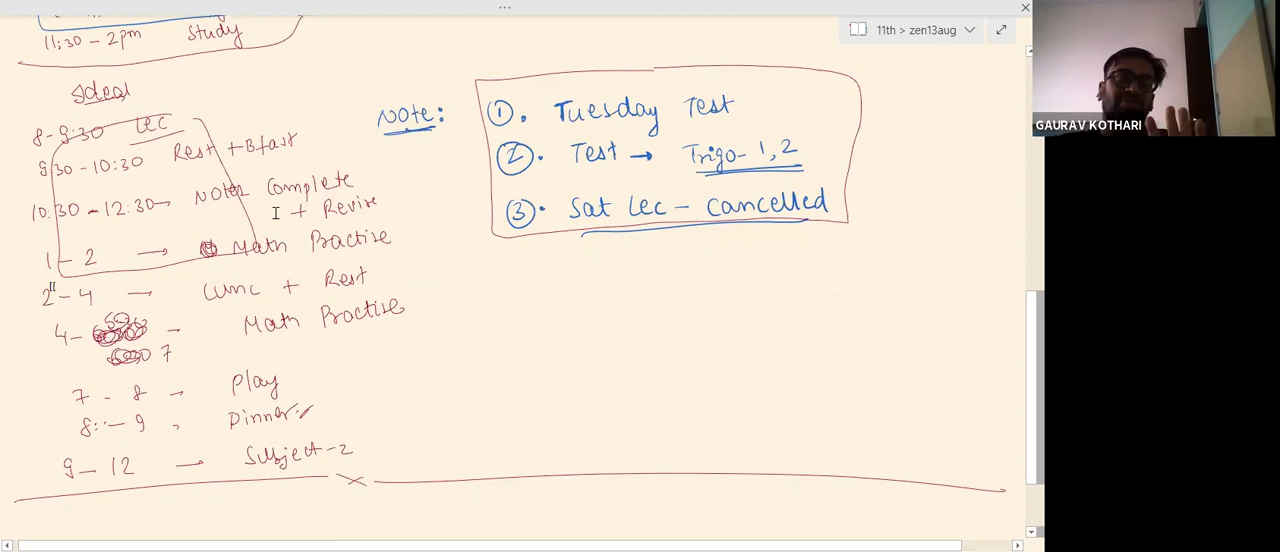 11:30 - 2pm Study
Ideal
8 - 9:30 Lec
9:30 - 10:30 Rest + Bfast
10:30 - 12:30 → Notes Complete
+ Revise
1 - 2 → Math Practise
2 - 4 → Lunc + Rest
4 - 7 - Math Practise
7 - 8 → Play
8 - 9 , Dinner
9 - 12 → Subject-2
Note:
①. Tuesday Test
②. Test → Trigo-1,2
③. Sat Lec - Cancelled
11th > zen13aug
GAURAV KOTHARI